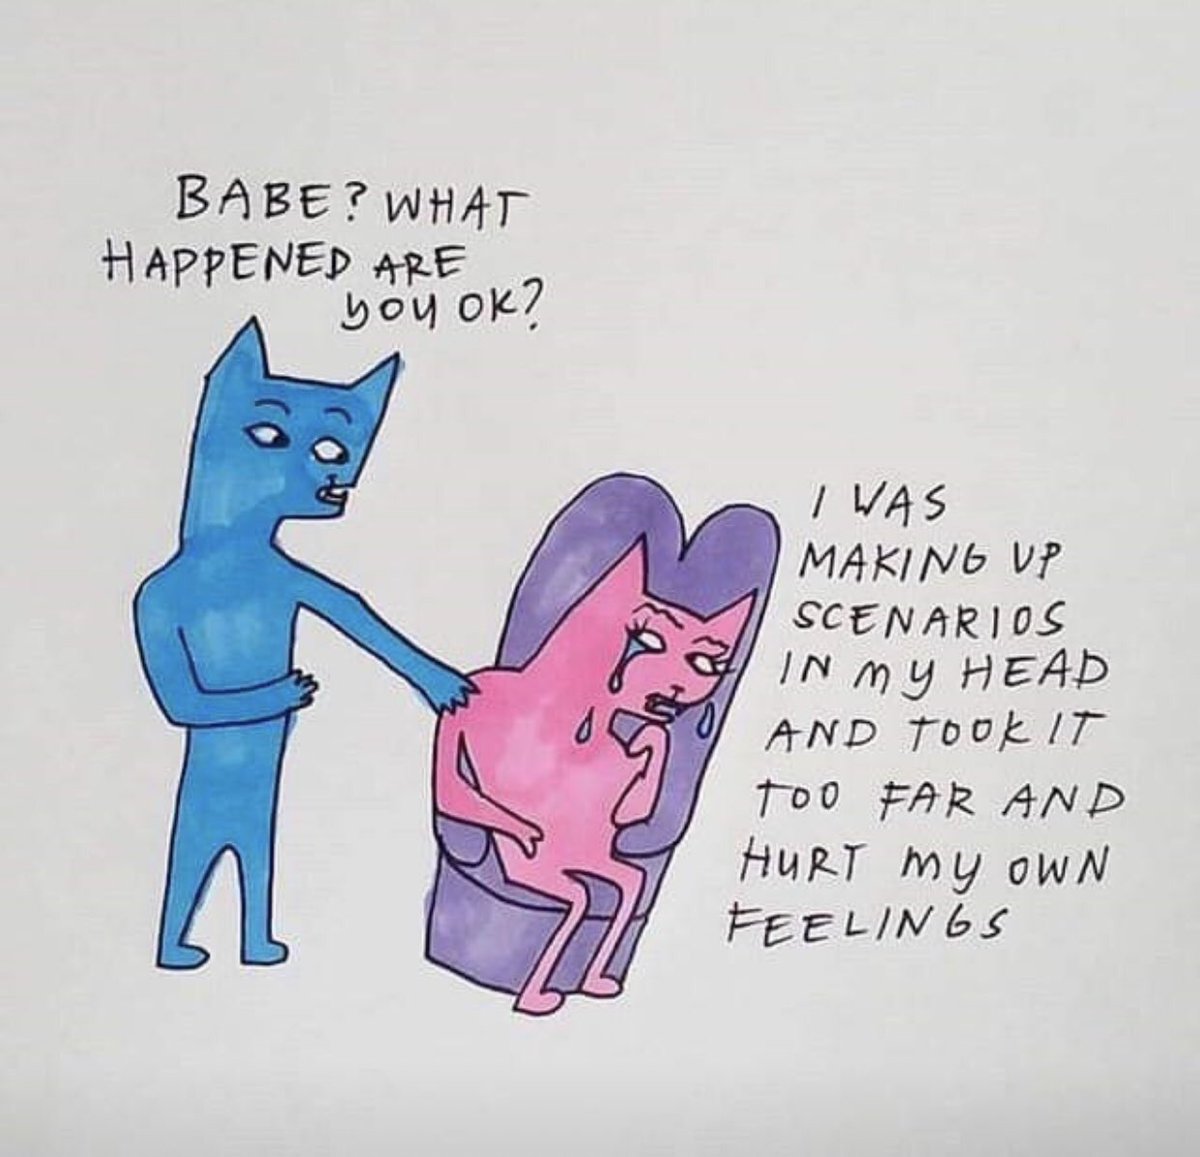 BABE? WHAT
HAPPENED ARE
you OK?
I WAS
MAKING UP
SCENARIOS
IN my HEAD
AND TOOK IT
TOO FAR AND
HURT my OWN
FEELINGS